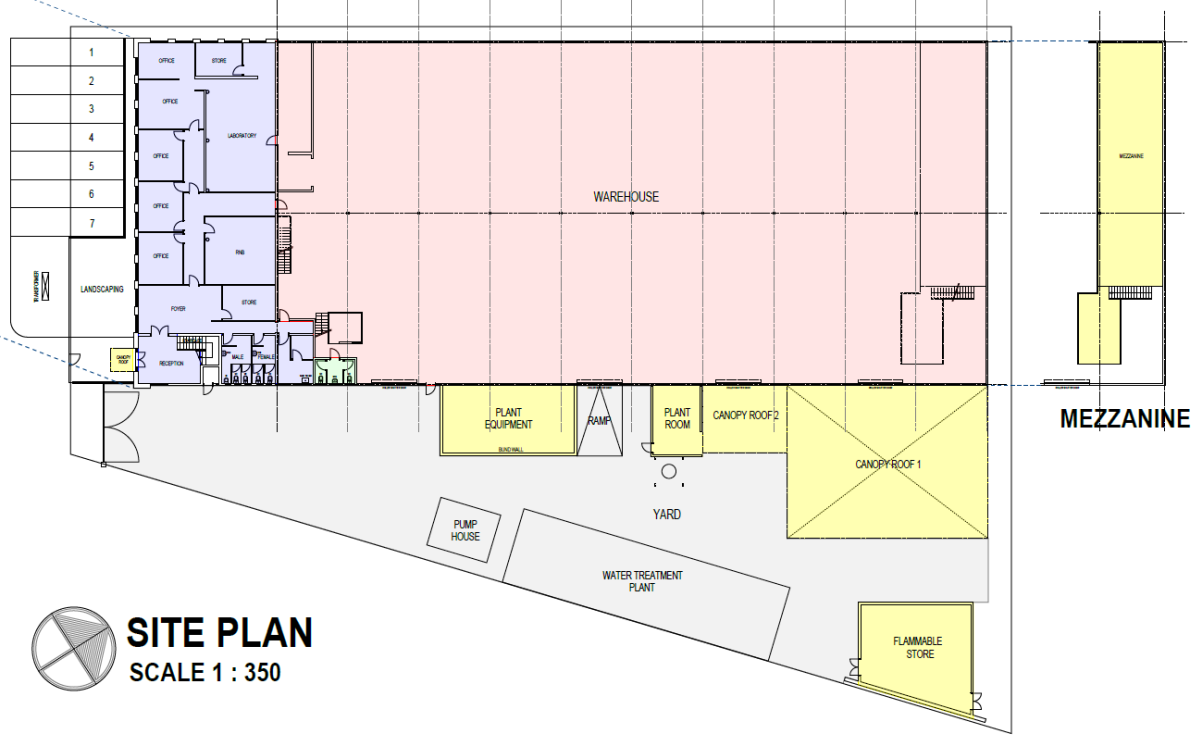 1
OFFICE
STORE
2
OFFICE
3
4
LABORATORY
OFFICE
MEZZANINE
5
6
WAREHOUSE
OFFICE
7
OFFICE
TRANSFORMER
LANDSCAPING
STORE
FOYER
CANOPY
ROOF
RECEPTION
MALE
FEMALE
PLANT
EQUIPMENT
BUND WALL
RAMP
PLANT
ROOM
CANOPY ROOF 2
MEZZANINE
CANOPY ROOF 1
YARD
PUMP
HOUSE
WATER TREATMENT
PLANT
FLAMMABLE
STORE
SITE PLAN
SCALE 1 : 350